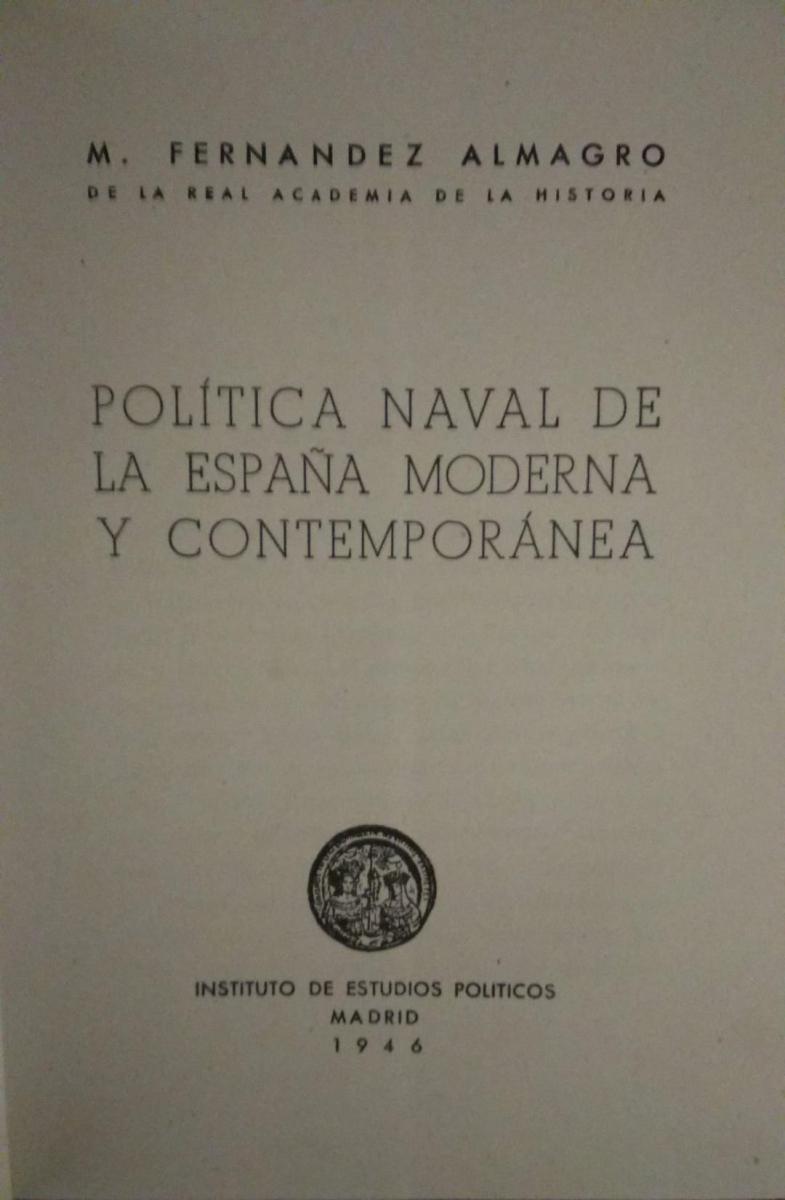 M. FERNANDEZ ALMAGRO
DE LA REAL ACADEMIA DE LA HISTORIA
POLÍTICA NAVAL DE
LA ESPAÑA MODERNA
Y CONTEMPORÁNEA
INSTITUTO DE ESTUDIOS POLITICOS
MADRID
1946